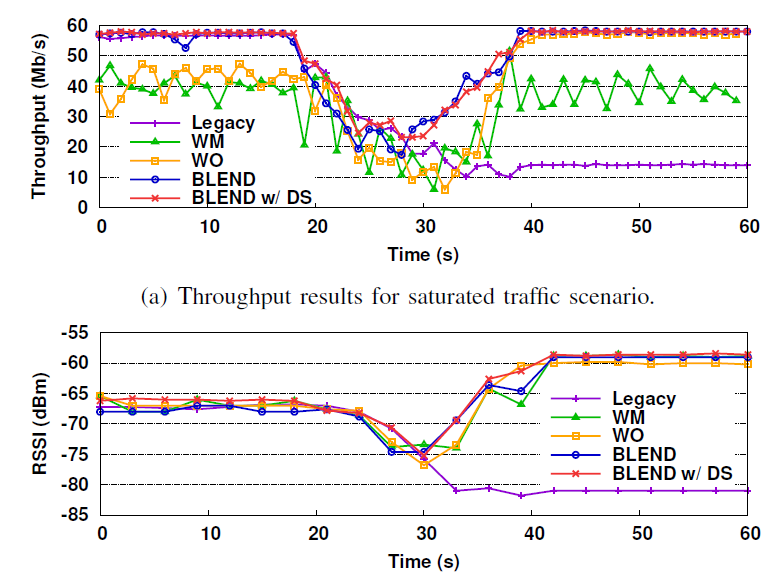 60
50
40
30
20
10
0
Throughput (Mb/s)
Legacy
WM
WO
BLEND
BLEND w/ DS
0 10 20 30 40 50 60
Time (s)
(a) Throughput results for saturated traffic scenario.
-55
-60
-65
-70
-75
-80
-85
RSSI (dBm)
Legacy
WM
WO
BLEND
BLEND w/ DS
0 10 20 30 40 50 60
Time (s)